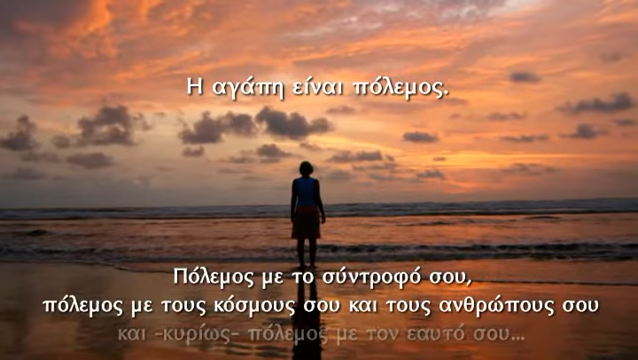 Η αγάπη είναι πόλεμος.
Πόλεμος με το σύντροφό σου,
πόλεμος με τους κόσμους σου και τους ανθρώπους σου
και -κυρίως- πόλεμος με τον εαυτό σου...